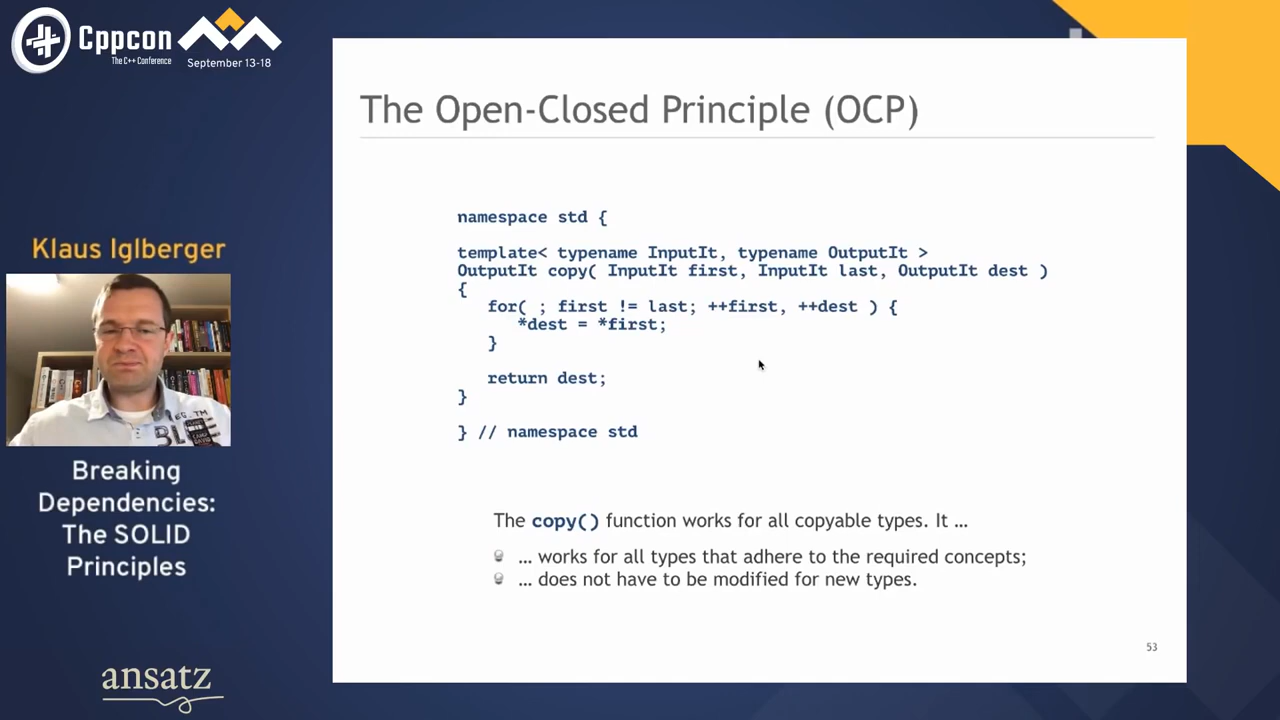 Cppcon
The C++ Conference
September 13-18
Klaus Iglberger
Breaking
Dependencies:
The SOLID
Principles
ansatz
The Open-Closed Principle (OCP)
namespace std {
template< typename InputIt, typename OutputIt >
OutputIt copy( InputIt first, InputIt last, OutputIt dest )
{
for( ; first != last; ++first, ++dest ) {
*dest = *first;
}
return dest;
}
} // namespace std
The copy() function works for all copyable types. It …
… works for all types that adhere to the required concepts;
… does not have to be modified for new types.
53